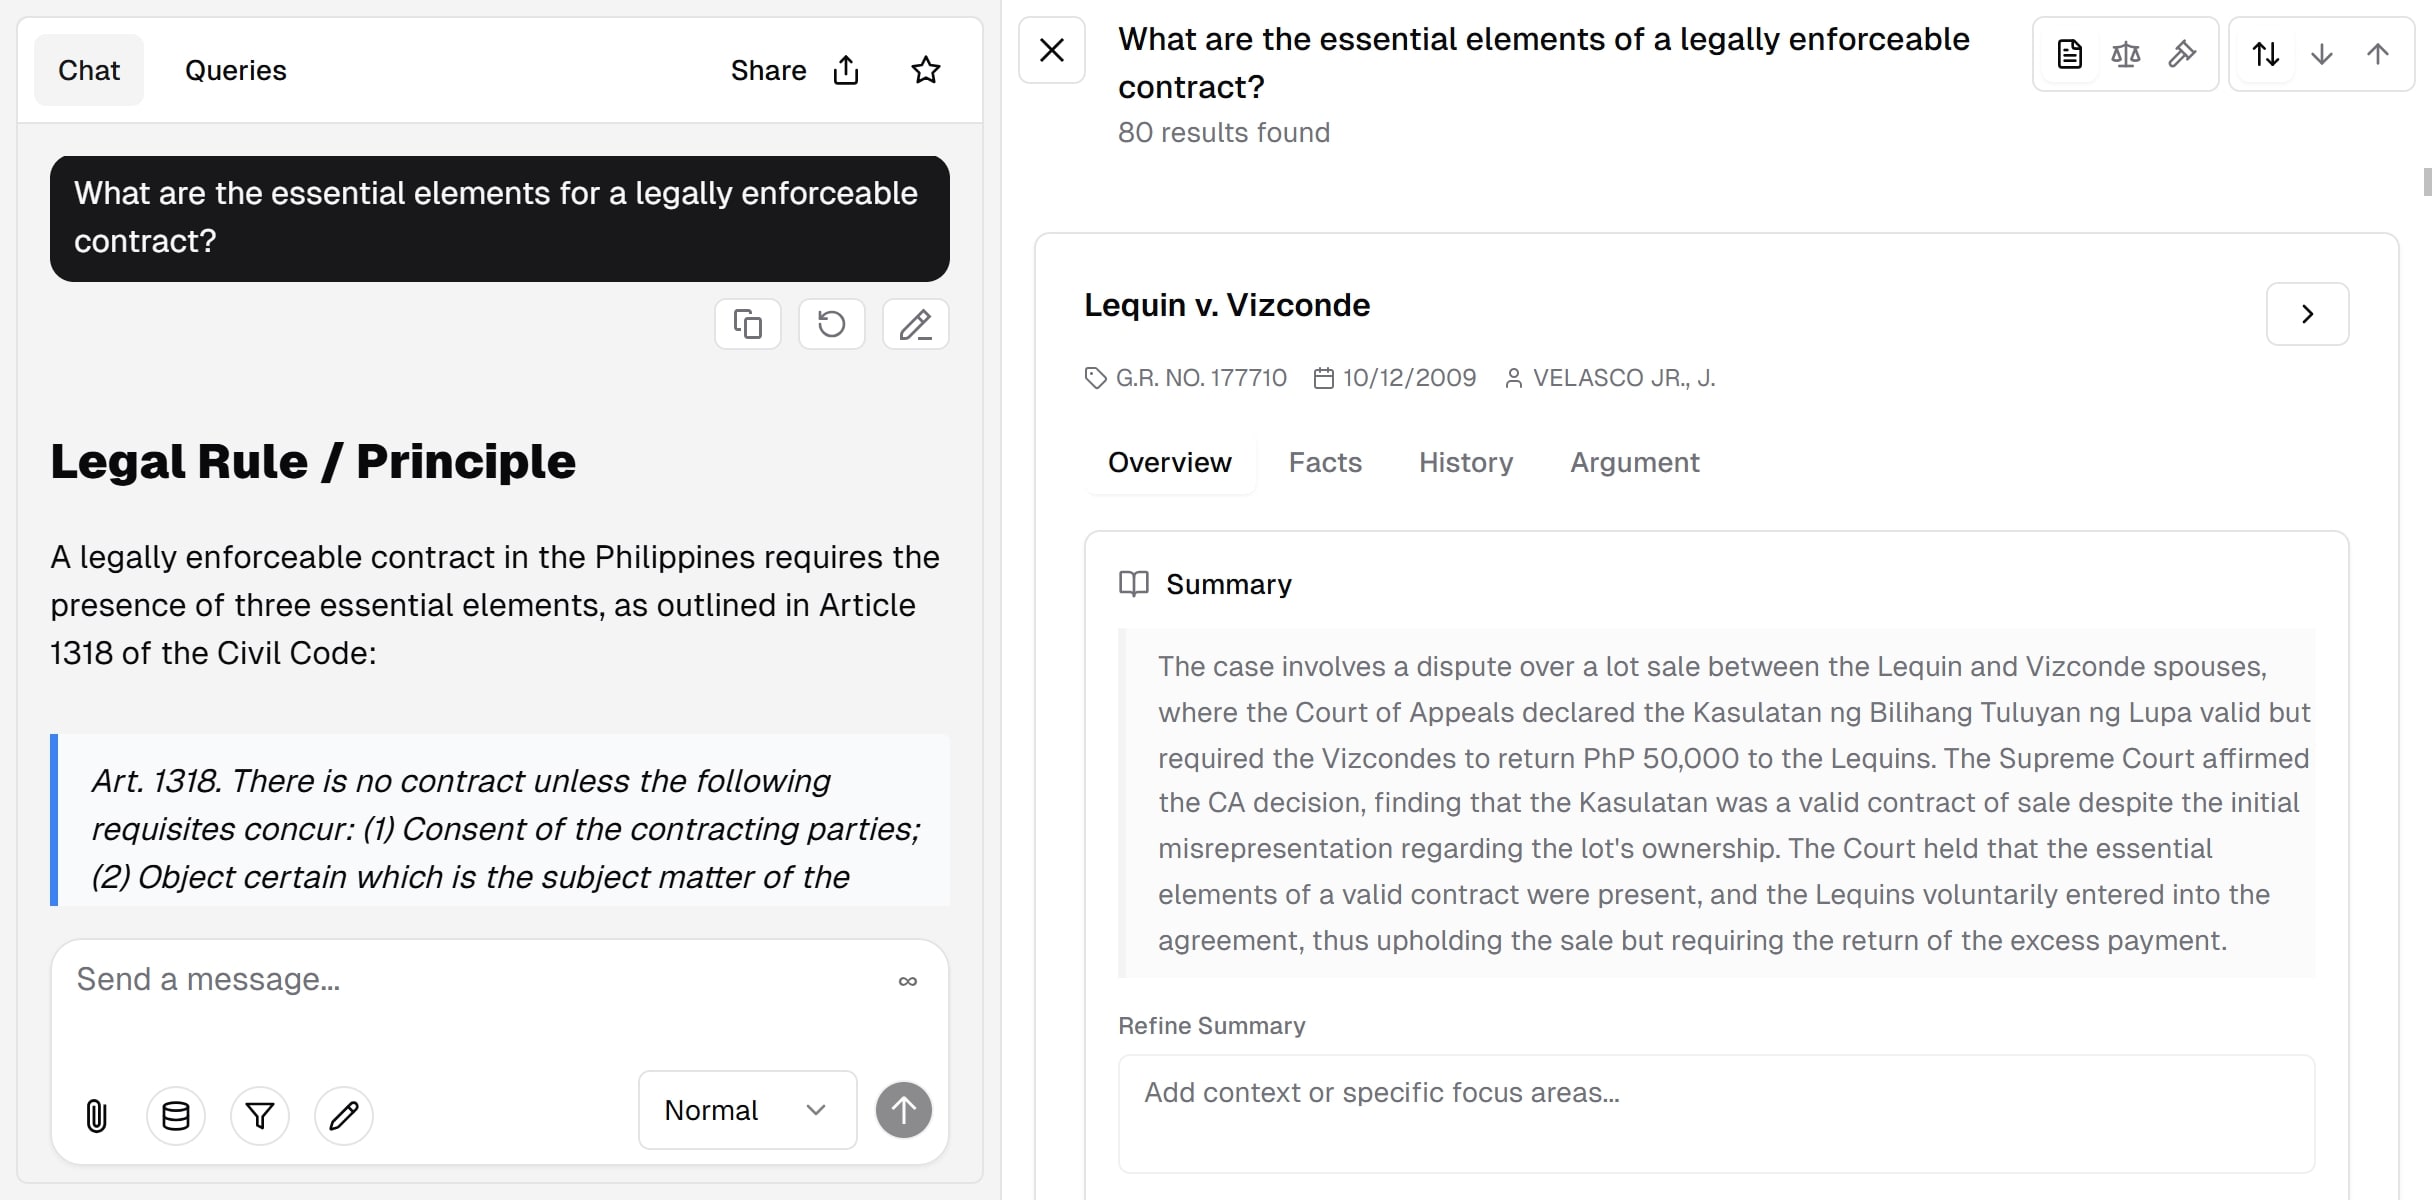 Chat
Queries
Share
What are the essential elements for a legally enforceable
contract?
Legal Rule / Principle
A legally enforceable contract in the Philippines requires the
presence of three essential elements, as outlined in Article
1318 of the Civil Code:
Art. 1318. There is no contract unless the following
requisites concur: (1) Consent of the contracting parties;
(2) Object certain which is the subject matter of the
Send a message...
∞
Normal
What are the essential elements of a legally enforceable
contract?
80 results found
Lequin v. Vizconde
G.R. NO. 177710 10/12/2009 VELASCO JR., J.
Overview Facts History Argument
Summary
The case involves a dispute over a lot sale between the Lequin and Vizconde spouses,
where the Court of Appeals declared the Kasulatan ng Bilihang Tuluyan ng Lupa valid but
required the Vizcondes to return PhP 50,000 to the Lequins. The Supreme Court affirmed
the CA decision, finding that the Kasulatan was a valid contract of sale despite the initial
misrepresentation regarding the lot's ownership. The Court held that the essential
elements of a valid contract were present, and the Lequins voluntarily entered into the
agreement, thus upholding the sale but requiring the return of the excess payment.
Refine Summary
Add context or specific focus areas...